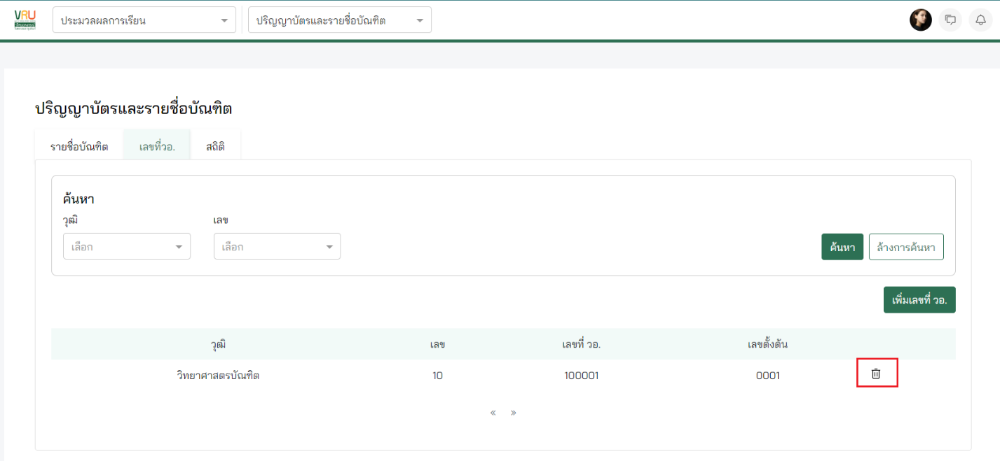 VRU
ประมวลผลการเรียน
ปริญญาบัตรและรายชื่อบัณฑิต
ปริญญาบัตรและรายชื่อบัณฑิต
รายชื่อบัณฑิต เลขที่วอ. สถิติ
ค้นหา
วุฒิ เลข
เลือก เลือก ค้นหา ล้างการค้นหา
เพิ่มเลขที่ วอ.
วุฒิ เลข เลขที่ วอ. เลขตั้งต้น
วิทยาศาสตรบัณฑิต 10 100001 0001
« »